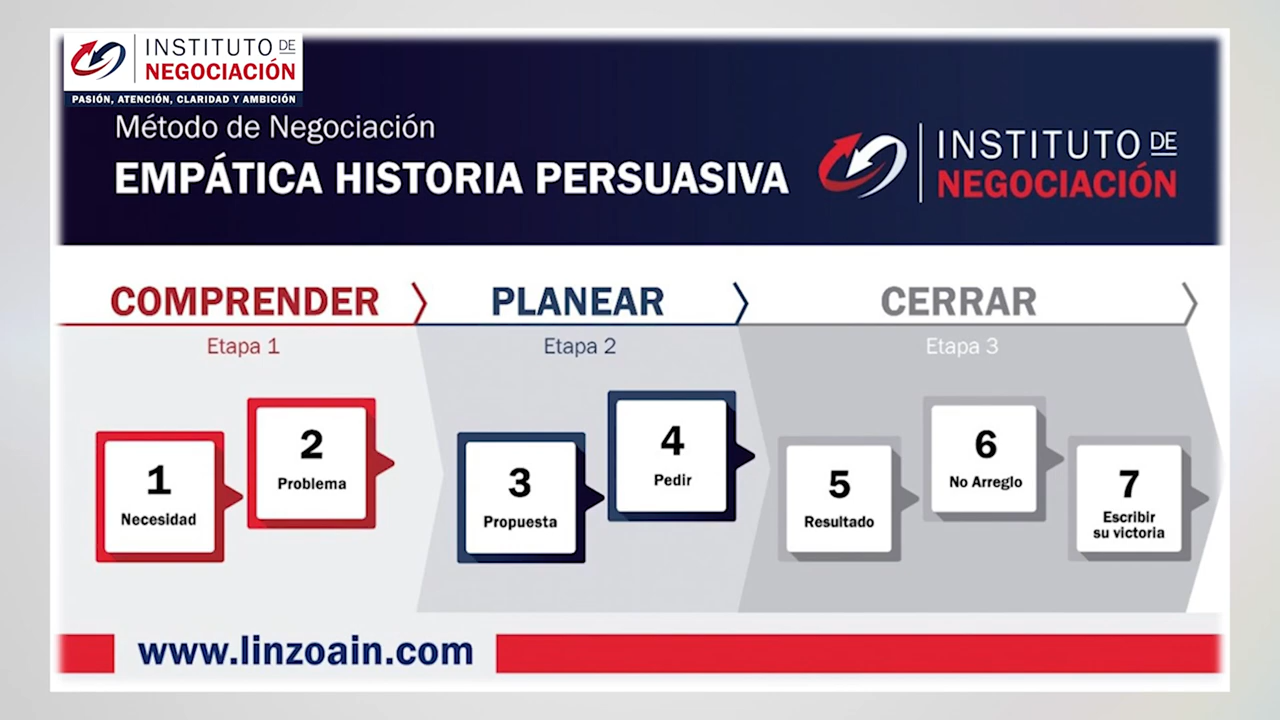 INSTITUTO DE
NEGOCIACIÓN
PASIÓN, ATENCIÓN, CLARIDAD Y AMBICIÓN
Método de Negociación
EMPÁTICA HISTORIA PERSUASIVA
INSTITUTO DE
NEGOCIACIÓN
COMPRENDER
Etapa 1
PLANEAR
Etapa 2
CERRAR
Etapa 3
1
Necesidad
2
Problema
3
Propuesta
4
Pedir
5
Resultado
6
No Arreglo
7
Escribir
su victoria
www.linzoain.com